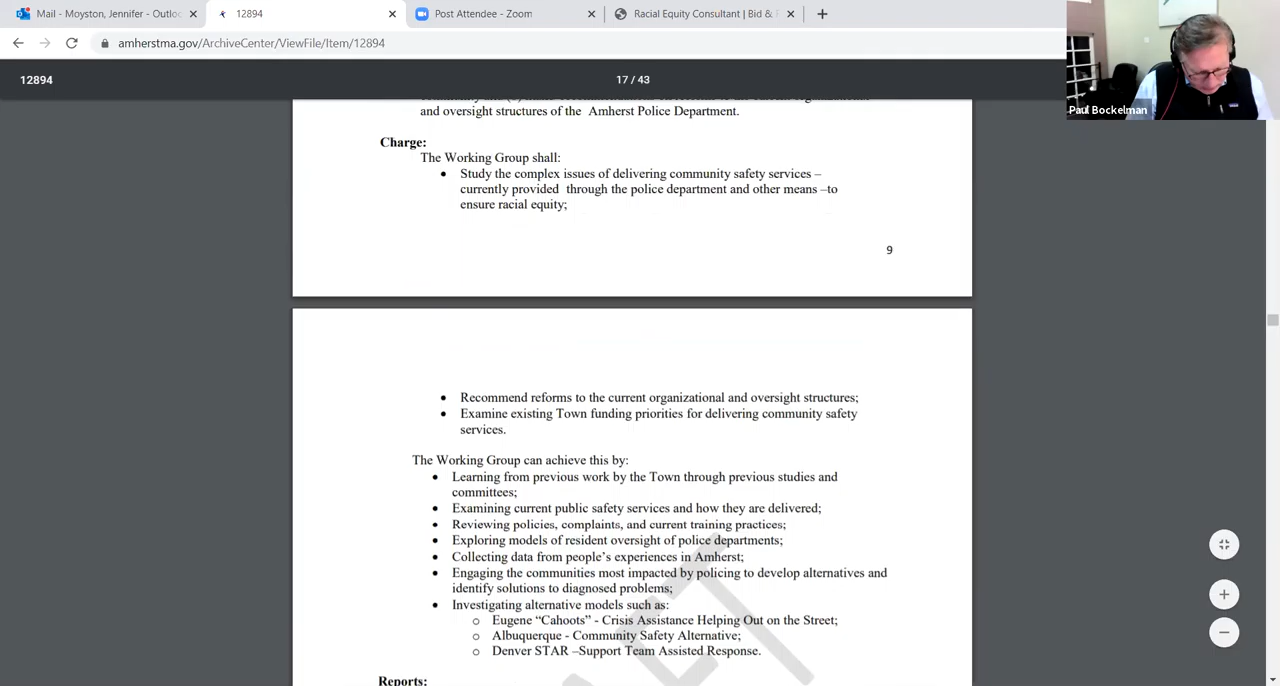 Mail - Moyston, Jennifer - Outloo
12894
Post Attendee - Zoom
Racial Equity Consultant | Bid &
amherstma.gov/ArchiveCenter/ViewFile/Item/12894
12894
17 / 43
Paul Bockelman
and oversight structures of the Amherst Police Department.
Charge:
The Working Group shall:
• Study the complex issues of delivering community safety services –
currently provided through the police department and other means –to
ensure racial equity;
9
• Recommend reforms to the current organizational and oversight structures;
• Examine existing Town funding priorities for delivering community safety
services.
The Working Group can achieve this by:
• Learning from previous work by the Town through previous studies and
committees;
• Examining current public safety services and how they are delivered;
• Reviewing policies, complaints, and current training practices;
• Exploring models of resident oversight of police departments;
• Collecting data from people's experiences in Amherst;
• Engaging the communities most impacted by policing to develop alternatives and
identify solutions to diagnosed problems;
• Investigating alternative models such as:
o Eugene “Cahoots” - Crisis Assistance Helping Out on the Street;
o Albuquerque - Community Safety Alternative;
o Denver STAR –Support Team Assisted Response.
Reports: